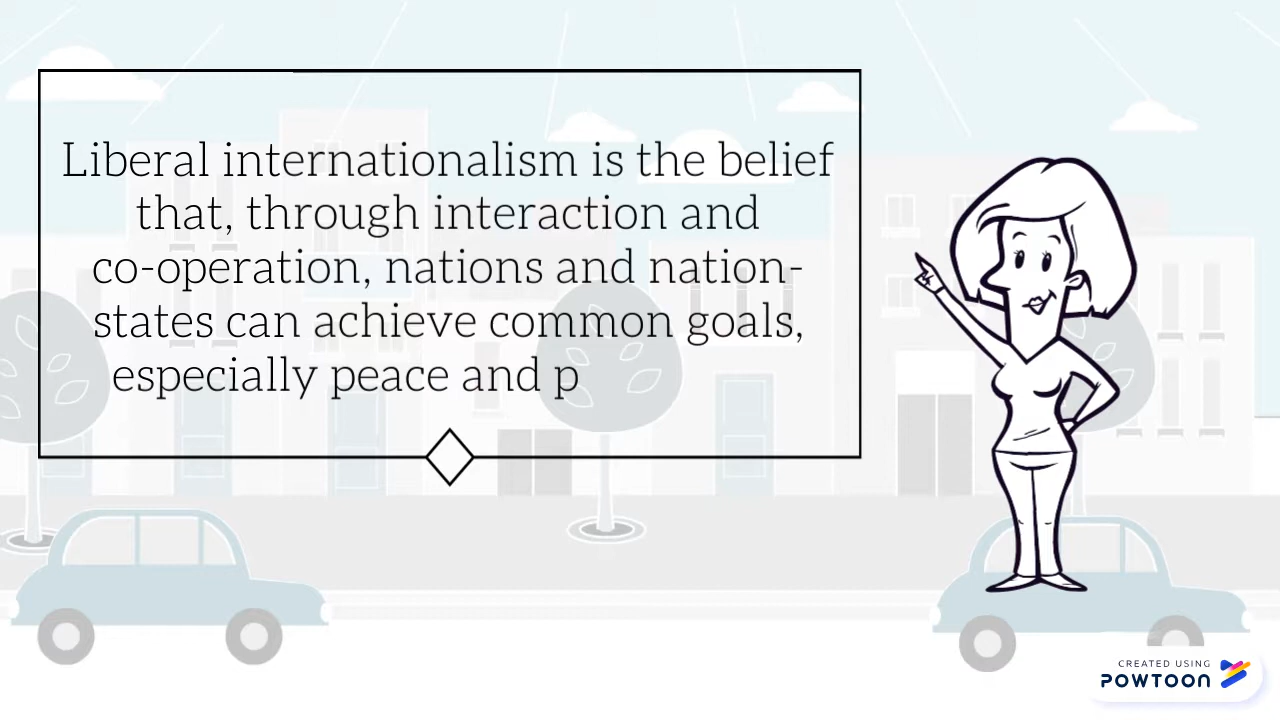 Liberal internationalism is the belief
that, through interaction and
co-operation, nations and nation-
states can achieve common goals,
especially peace and p
CREATED USING
POWTOON